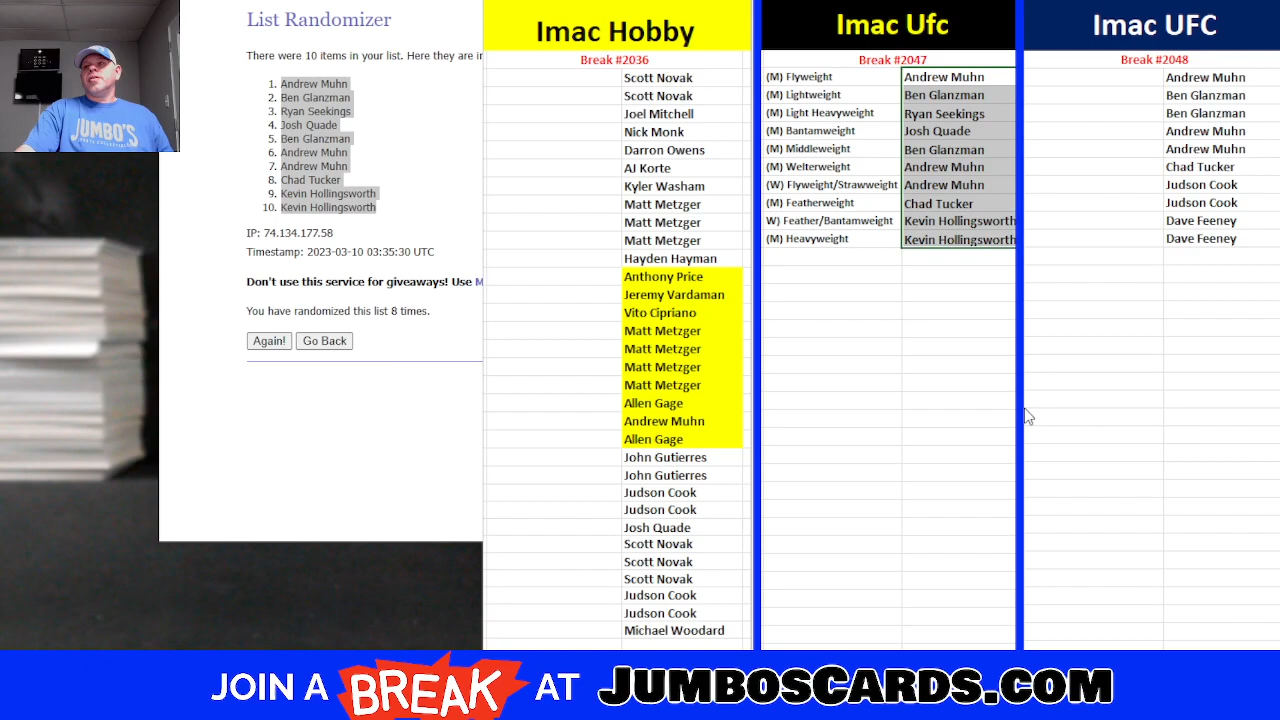 List Randomizer
There were 10 items in your list. Here they are i
1. Andrew Muhn
2. Ben Glanzman
3. Ryan Seekings
4. Josh Quade
5. Ben Glanzman
6. Andrew Muhn
7. Andrew Muhn
8. Chad Tucker
9. Kevin Hollingsworth
10. Kevin Hollingsworth
IP: 74.134.177.58
Timestamp: 2023-03-10 03:35:30 UTC
Don't use this service for giveaways! Use M
You have randomized this list 8 times.
Again! Go Back
JUMBO'S
Imac Hobby
Break #2036
Scott Novak
Scott Novak
Joel Mitchell
Nick Monk
Darron Owens
AJ Korte
Kyler Washam
Matt Metzger
Matt Metzger
Matt Metzger
Hayden Hayman
Anthony Price
Jeremy Vardaman
Vito Cipriano
Matt Metzger
Matt Metzger
Matt Metzger
Matt Metzger
Allen Gage
Andrew Muhn
Allen Gage
John Gutierres
John Gutierres
Judson Cook
Judson Cook
Josh Quade
Scott Novak
Scott Novak
Scott Novak
Judson Cook
Judson Cook
Michael Woodard
Imac Ufc
Break #2047
(M) Flyweight Andrew Muhn
(M) Lightweight Ben Glanzman
(M) Light Heavyweight Ryan Seekings
(M) Bantamweight Josh Quade
(M) Middleweight Ben Glanzman
(M) Welterweight Andrew Muhn
(W) Flyweight/Strawweight Andrew Muhn
(M) Featherweight Chad Tucker
W) Feather/Bantamweight Kevin Hollingsworth
(M) Heavyweight Kevin Hollingsworth
Imac UFC
Break #2048
Andrew Muhn
Ben Glanzman
Ben Glanzman
Andrew Muhn
Andrew Muhn
Chad Tucker
Judson Cook
Judson Cook
Dave Feeney
Dave Feeney
JOIN A BREAK AT JUMBOSCARDS.COM